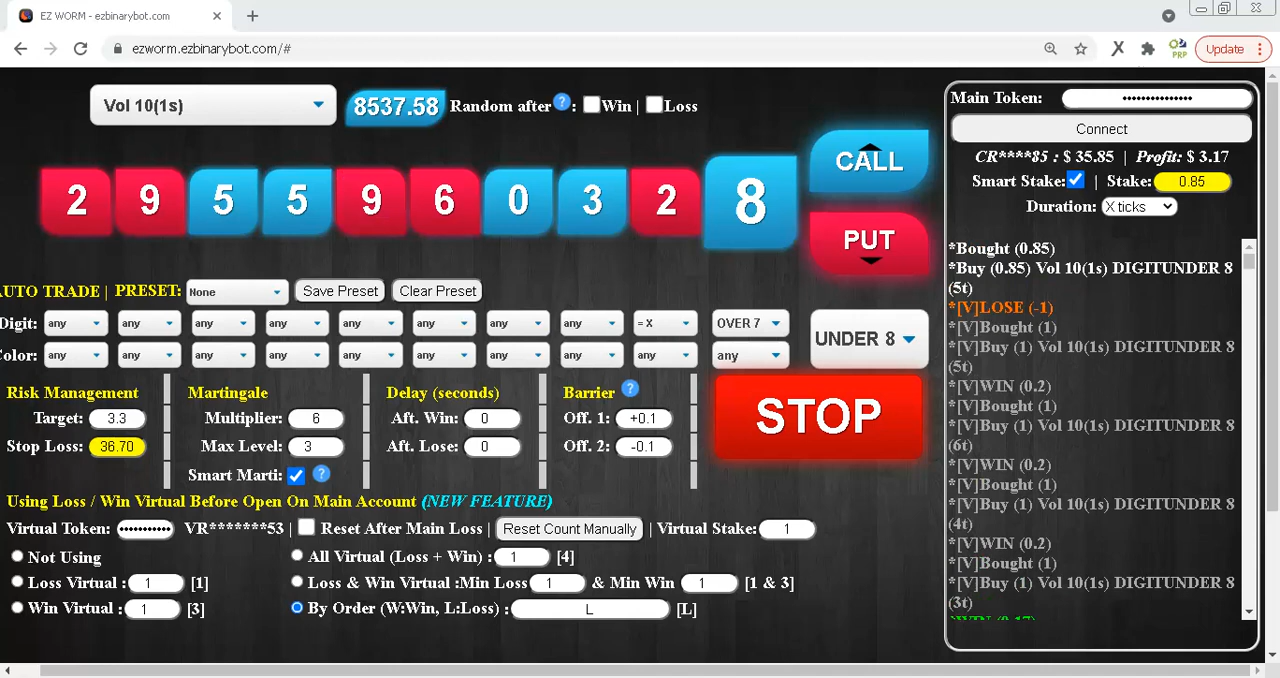 EZ WORM - ezbinarybot.com
ezworm.ezbinarybot.com/#
X
PRP
Update
Vol 10(1s)
8537.58
Random after ? : Win | Loss
2 9 5 5 9 6 0 3 2 8
CALL
PUT
AUTO TRADE | PRESET: None Save Preset Clear Preset
Digit: any any any any any any any any = X OVER 7
UNDER 8
Color: any any any any any any any any any any
STOP
Risk Management Martingale Delay (seconds) Barrier ?
Target: 3.3 Multiplier: 6 Aft. Win: 0 Off. 1: +0.1
Stop Loss: 36.70 Max Level: 3 Aft. Lose: 0 Off. 2: -0.1
Smart Marti: ?
Using Loss / Win Virtual Before Open On Main Account (NEW FEATURE)
Virtual Token: •••••••••••• VR*******53 | Reset After Main Loss | Reset Count Manually | Virtual Stake: 1
Not Using All Virtual (Loss + Win) : 1 [4]
Loss Virtual : 1 [1] Loss & Win Virtual :Min Loss 1 & Min Win 1 [1 & 3]
Win Virtual : 1 [3] By Order (W:Win, L:Loss) : L [L]
Main Token: •••••••••••••••
Connect
CR****85 : $ 35.85 | Profit: $ 3.17
Smart Stake: | Stake: 0.85
Duration: X ticks
*Bought (0.85)
*Buy (0.85) Vol 10(1s) DIGITUNDER 8
(5t)
*[V]LOSE (-1)
*[V]Bought (1)
*[V]Buy (1) Vol 10(1s) DIGITUNDER 8
(5t)
*[V]WIN (0.2)
*[V]Bought (1)
*[V]Buy (1) Vol 10(1s) DIGITUNDER 8
(6t)
*[V]WIN (0.2)
*[V]Bought (1)
*[V]Buy (1) Vol 10(1s) DIGITUNDER 8
(4t)
*[V]WIN (0.2)
*[V]Bought (1)
*[V]Buy (1) Vol 10(1s) DIGITUNDER 8
(3t)
*WIN (0.17)